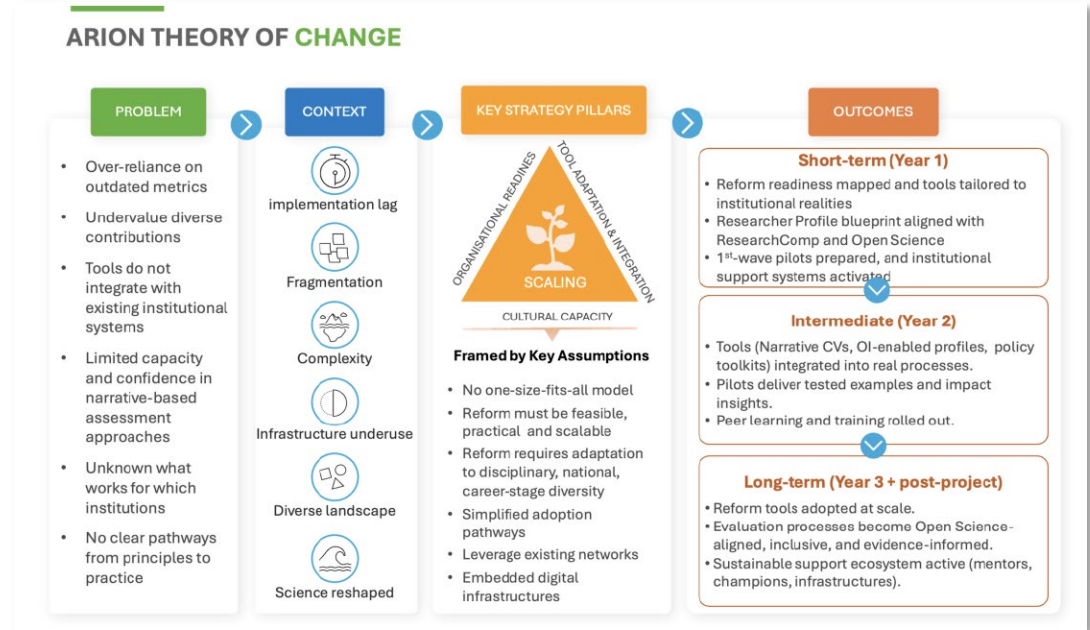 ARION THEORY OF CHANGE
PROBLEM
Over-reliance on
outdated metrics
Undervalue diverse
contributions
Tools do not
integrate with
existing institutional
systems
Limited capacity
and confidence in
narrative-based
assessment
approaches
Unknown what
works for which
institutions
No clear pathways
from principles to
practice
CONTEXT
implementation lag
Fragmentation
Complexity
Infrastructure underuse
Diverse landscape
Science reshaped
KEY STRATEGY PILLARS
ORGANISATIONAL READINES
TOOL ADAPTATION & INTEGRATION
SCALING
CULTURAL CAPACITY
Framed by Key Assumptions
No one-size-fits-all model
Reform must be feasible,
practical and scalable
Reform requires adaptation
to disciplinary, national,
career-stage diversity
Simplified adoption
pathways
Leverage existing networks
Embedded digital
infrastructures
OUTCOMES
Short-term (Year 1)
Reform readiness mapped and tools tailored to
institutional realities
Researcher Profile blueprint aligned with
ResearchComp and Open Science
1st-wave pilots prepared, and institutional
support systems activated
Intermediate (Year 2)
Tools (Narrative CVs, OI-enabled profiles, policy
toolkits) integrated into real processes.
Pilots deliver tested examples and impact
insights.
Peer learning and training rolled out.
Long-term (Year 3 + post-project)
Reform tools adopted at scale.
Evaluation processes become Open Science-
aligned, inclusive, and evidence-informed.
Sustainable support ecosystem active (mentors,
champions, infrastructures).